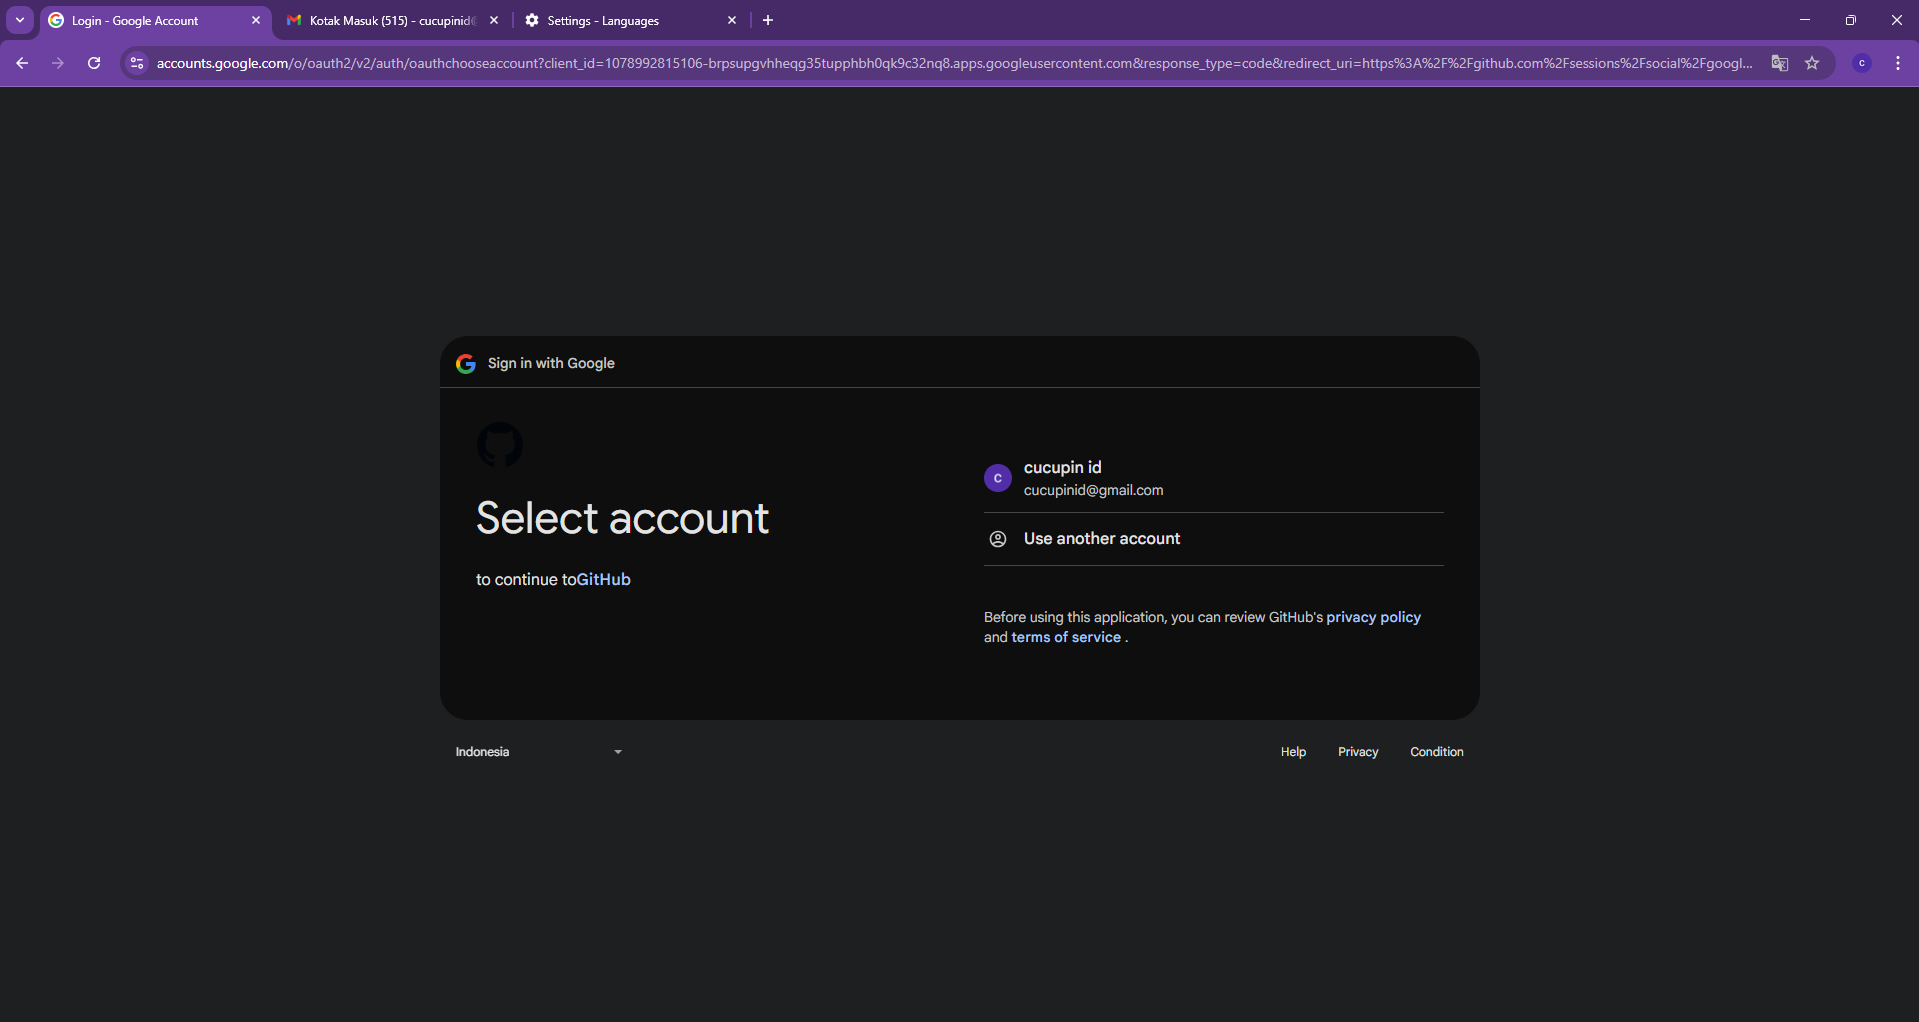 Login - Google Account
Kotak Masuk (515) - cucupinid@
Settings - Languages
accounts.google.com/o/oauth2/v2/auth/oauthchooseaccount?client_id=1078992815106-brpsupgvhheqg35tupphbh0qk9c32nq8.apps.googleusercontent.com&response_type=code&redirect_uri=https%3A%2F%2Fgithub.com%2Fsessions%2Fsocial%2Fgoogl...
c
Sign in with Google
Select account
to continue toGitHub
c
cucupin id
cucupinid@gmail.com
Use another account
Before using this application, you can review GitHub's privacy policy
and terms of service .
Indonesia
Help
Privacy
Condition